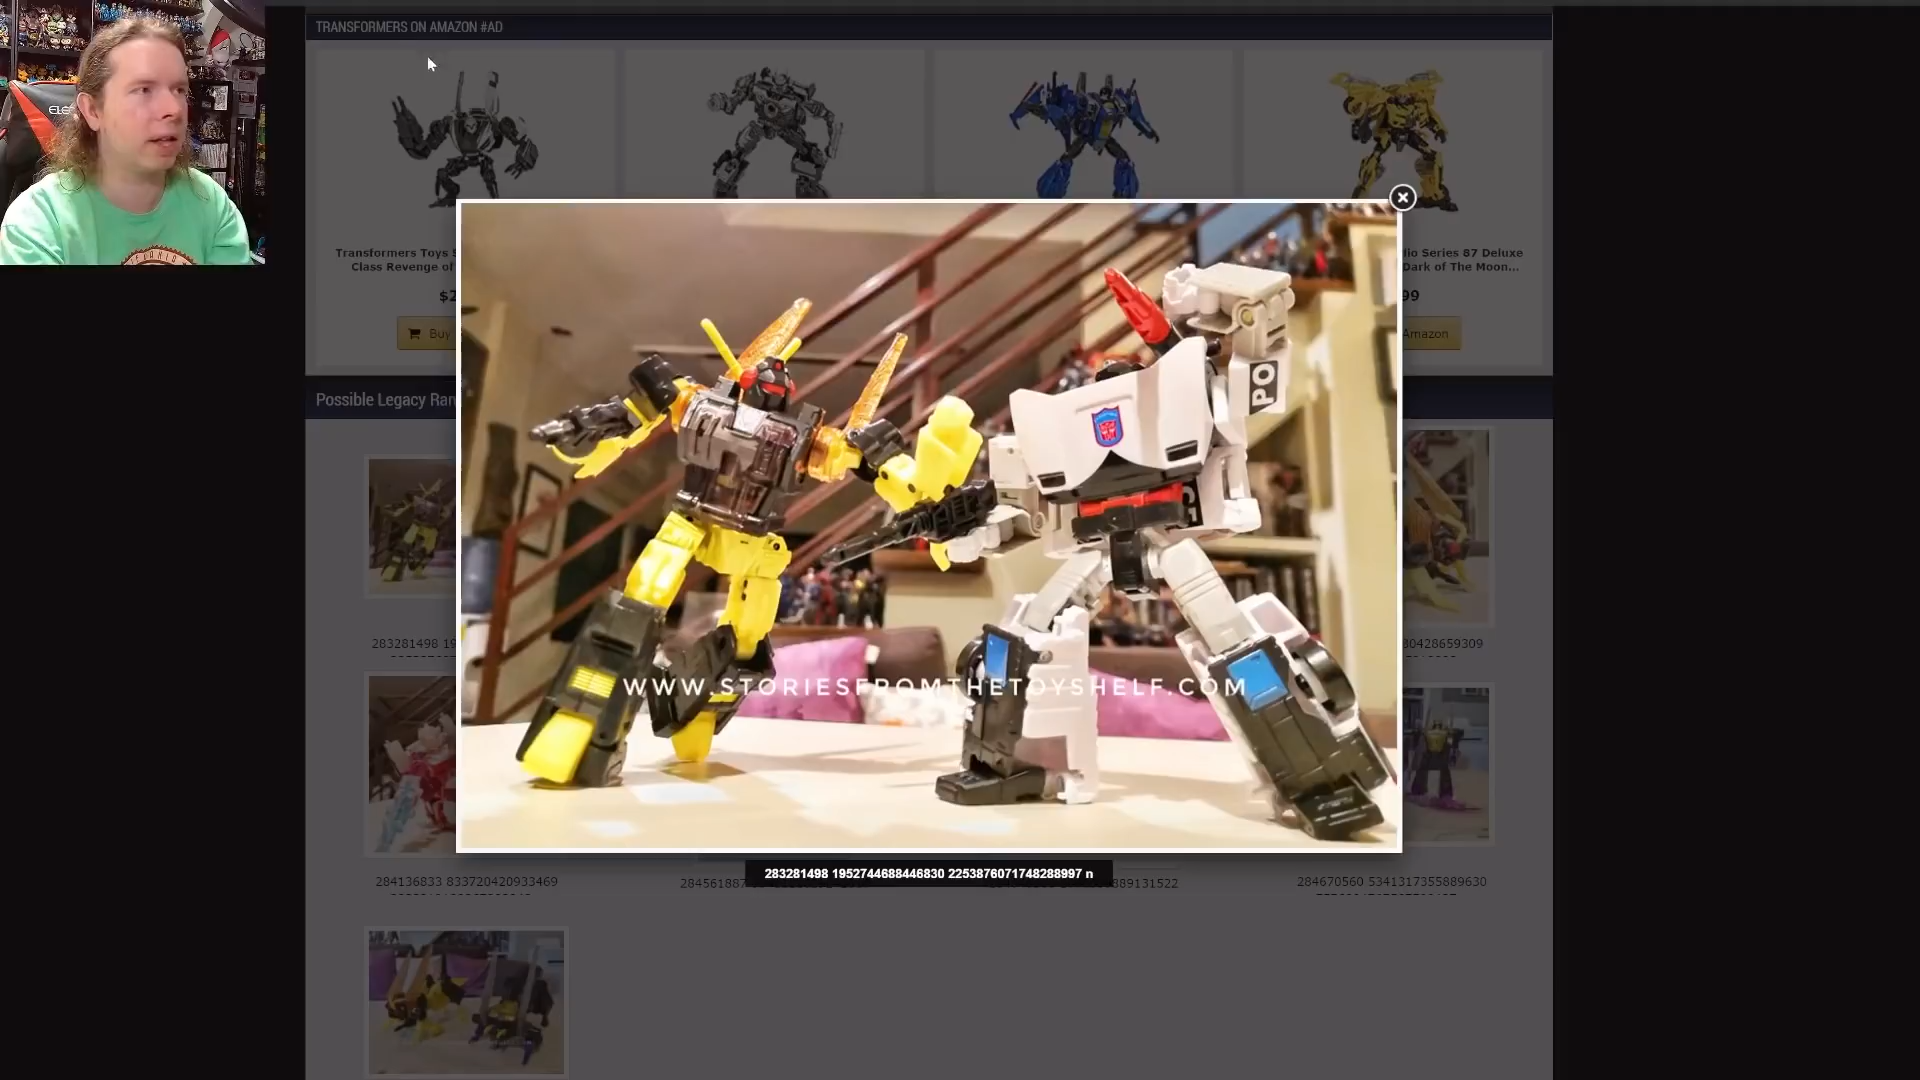 TRANSFORMERS ON AMAZON #AD
Transformers Toys S
Class Revenge of
$2
Buy
lio Series 87 Deluxe
Dark of The Moon...
99
Amazon
Possible Legacy Ran
PO
WWW.STORIESFROMTHETOYSHELF.COM
283281498 19
80428659309
284136833 833720420933469
284561887
889131522
284670560 5341317355889630
283281498 1952744688446830 2253876071748288997 n